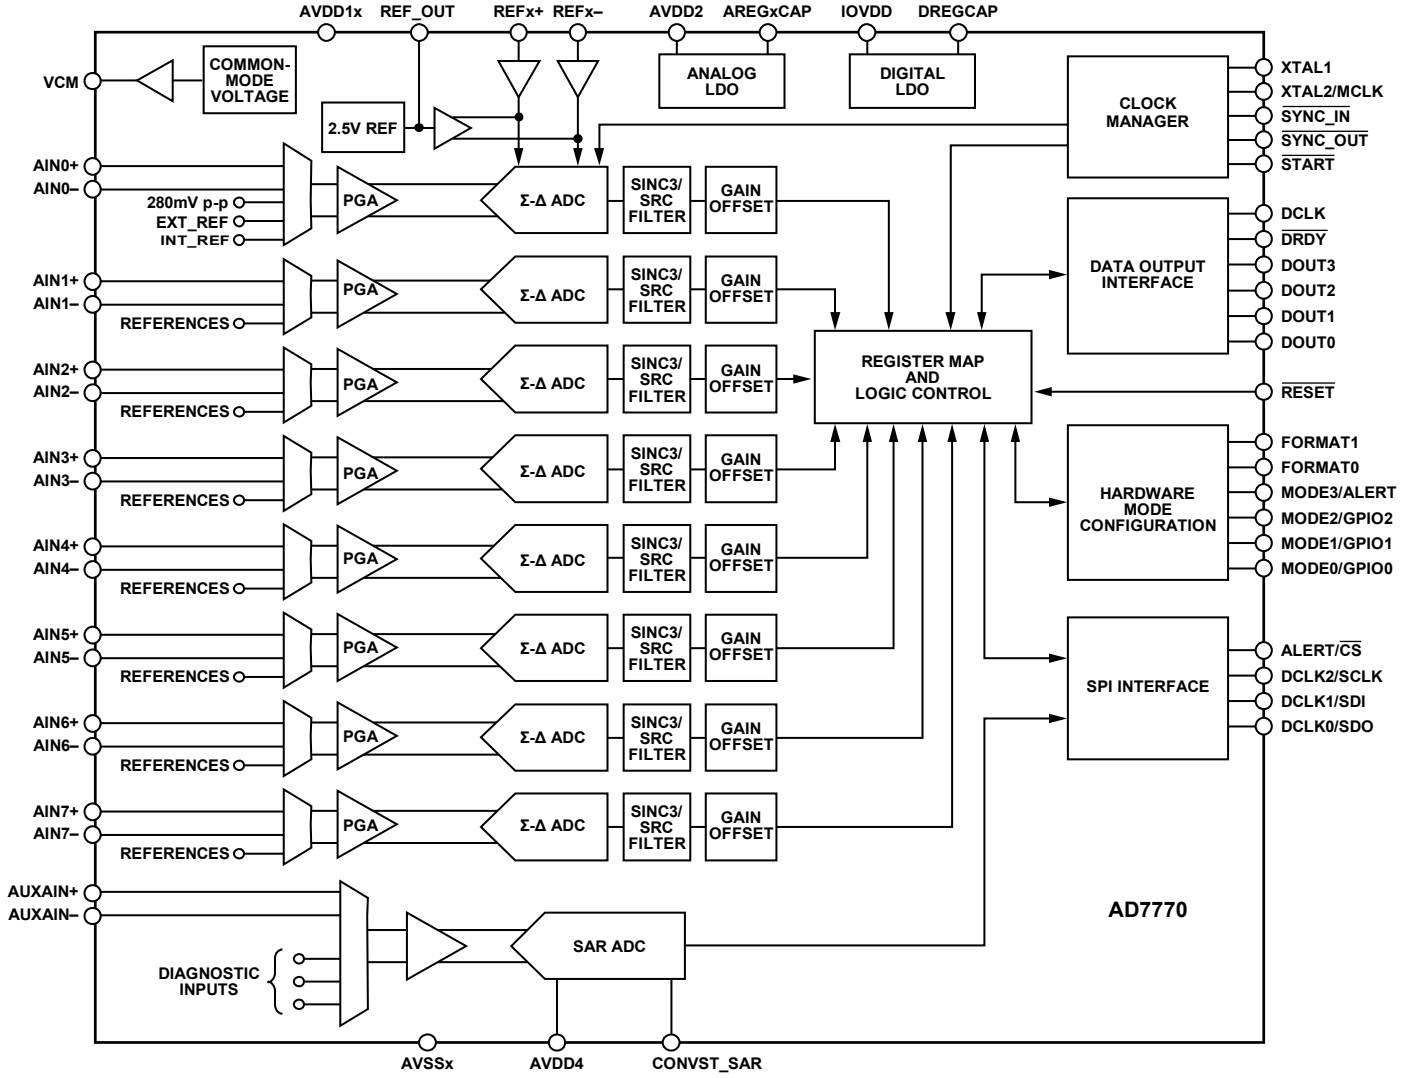 AVDD1x
REF_OUT
REFx+
REFx–
AVDD2
AREGxCAP
IOVDD
DREGCAP
VCM
COMMON-
MODE
VOLTAGE
ANALOG
LDO
DIGITAL
LDO
2.5V REF
CLOCK
MANAGER
XTAL1
XTAL2/MCLK
SYNC_IN
SYNC_OUT
START
AIN0+
AIN0–
280mV p-p
EXT_REF
INT_REF
PGA
Σ-Δ ADC
SINC3/
SRC
FILTER
GAIN
OFFSET
DATA OUTPUT
INTERFACE
DCLK
DRDY
DOUT3
DOUT2
DOUT1
DOUT0
AIN1+
AIN1–
REFERENCES
PGA
Σ-Δ ADC
SINC3/
SRC
FILTER
GAIN
OFFSET
REGISTER MAP
AND
LOGIC CONTROL
RESET
AIN2+
AIN2–
REFERENCES
PGA
Σ-Δ ADC
SINC3/
SRC
FILTER
GAIN
OFFSET
AIN3+
AIN3–
REFERENCES
PGA
Σ-Δ ADC
SINC3/
SRC
FILTER
GAIN
OFFSET
HARDWARE
MODE
CONFIGURATION
FORMAT1
FORMAT0
MODE3/ALERT
MODE2/GPIO2
MODE1/GPIO1
MODE0/GPIO0
AIN4+
AIN4–
REFERENCES
PGA
Σ-Δ ADC
SINC3/
SRC
FILTER
GAIN
OFFSET
AIN5+
AIN5–
REFERENCES
PGA
Σ-Δ ADC
SINC3/
SRC
FILTER
GAIN
OFFSET
SPI INTERFACE
ALERT/CS
DCLK2/SCLK
DCLK1/SDI
DCLK0/SDO
AIN6+
AIN6–
REFERENCES
PGA
Σ-Δ ADC
SINC3/
SRC
FILTER
GAIN
OFFSET
AIN7+
AIN7–
REFERENCES
PGA
Σ-Δ ADC
SINC3/
SRC
FILTER
GAIN
OFFSET
AUXAIN+
AUXAIN–
DIAGNOSTIC
INPUTS
SAR ADC
AD7770
AVSSx
AVDD4
CONVST_SAR